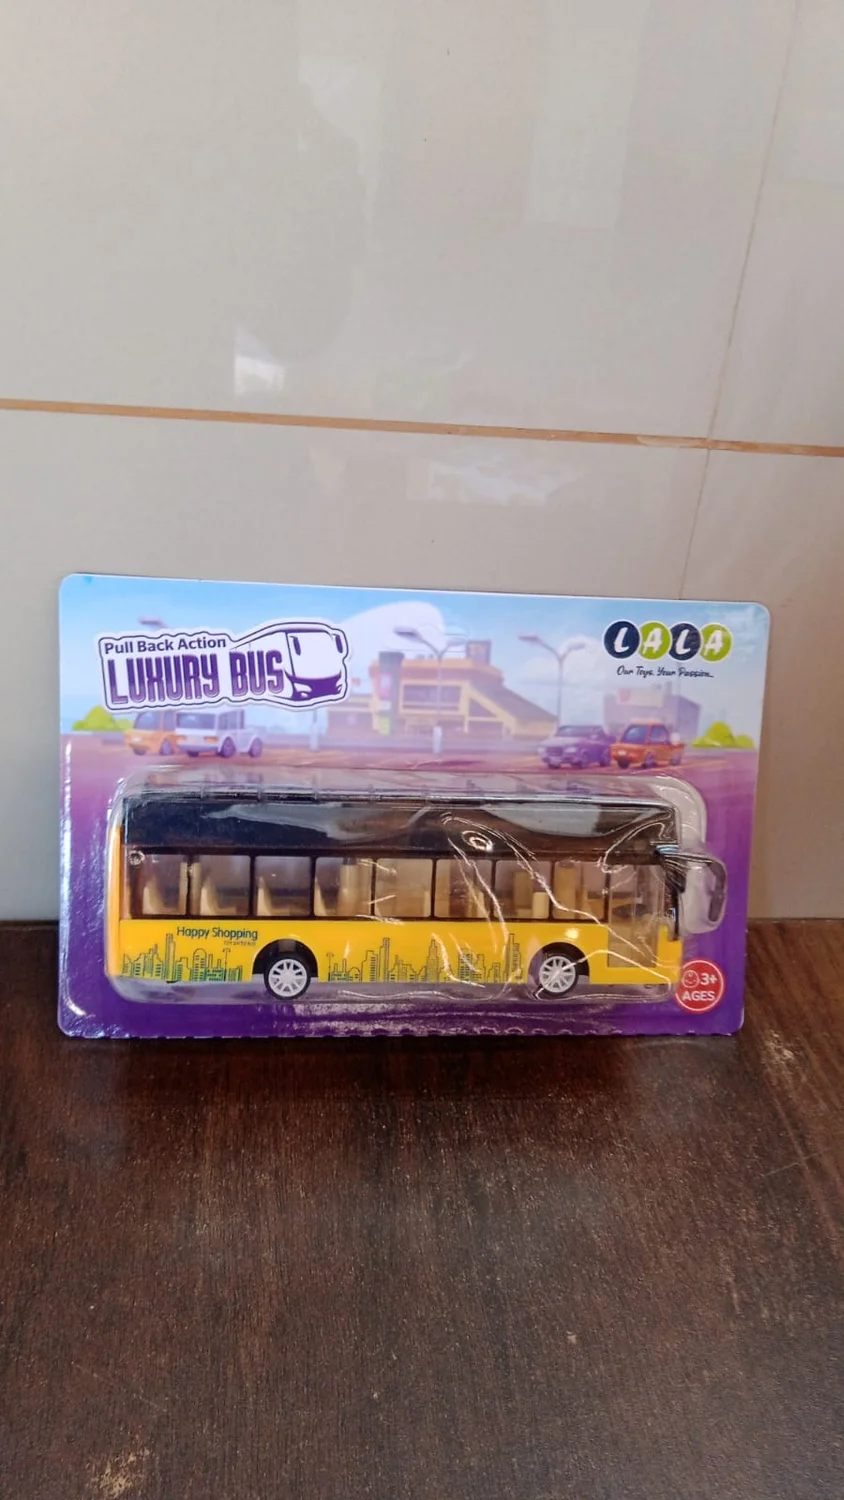 Pull Back Action
LUXURY BUS
LALA
Our Toys. Your Passion.
Happy Shopping
3+
AGES